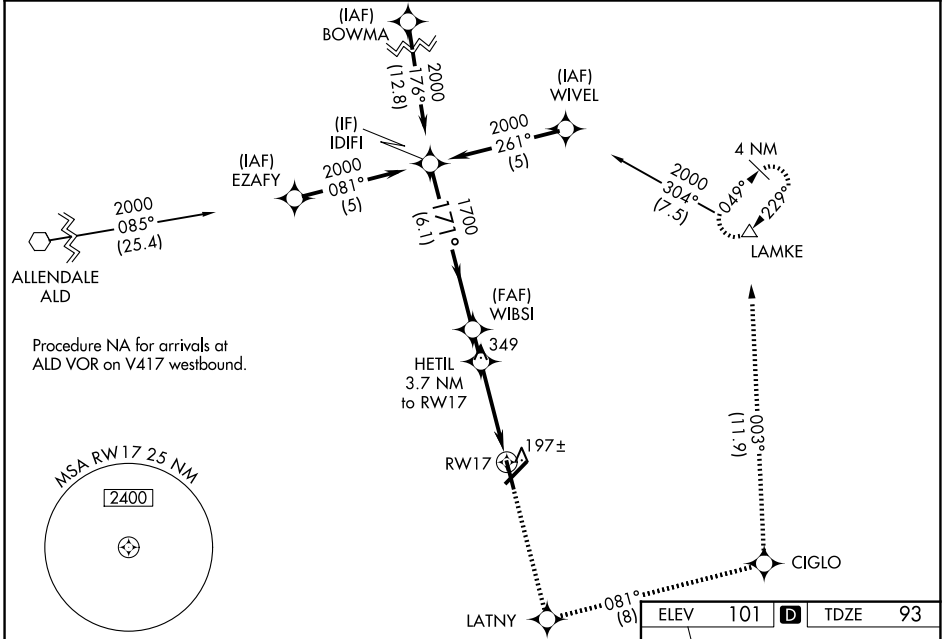 (IAF)
BOWMA
2000
176°
(12.8)
(IAF)
WIVEL
(IF)
IDIFI
2000
261°
(5)
(IAF)
EZAFY
2000
081°
(5)
4 NM
2000
304°
(7.5)
049°
229°
LAMKE
2000
085°
(25.4)
1700
171°
(6.1)
ALLENDALE
ALD
(FAF)
WIBSI
349
HETIL
3.7 NM
to RW17
Procedure NA for arrivals at
ALD VOR on V417 westbound.
003°
(11.9)
197±
RW17
MSA RW17 25 NM
2400
CIGLO
081°
(8)
LATNY
ELEV 101 D TDZE 93